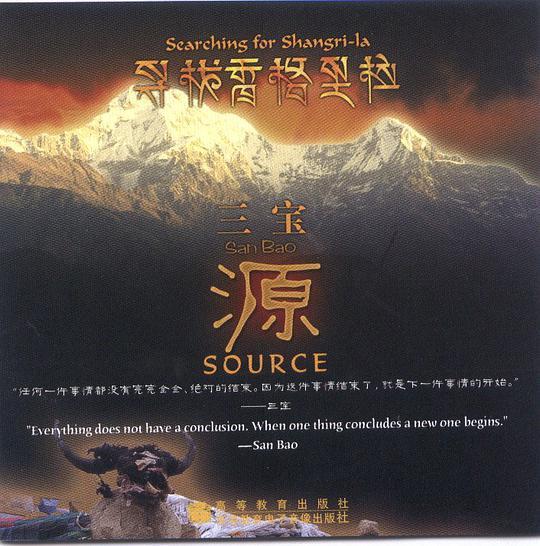 Searching for Shangri-la
寻找香格里拉
三宝
San Bao
源
SOURCE
“任何一件事情都没有完完全全、绝对的结束。因为这件事情结束了，就是下一件事情的开始。”
——三宝
"Everything does not have a conclusion. When one thing concludes a new one begins."
—San Bao
高等教育出版社
高等教育电子音像出版社